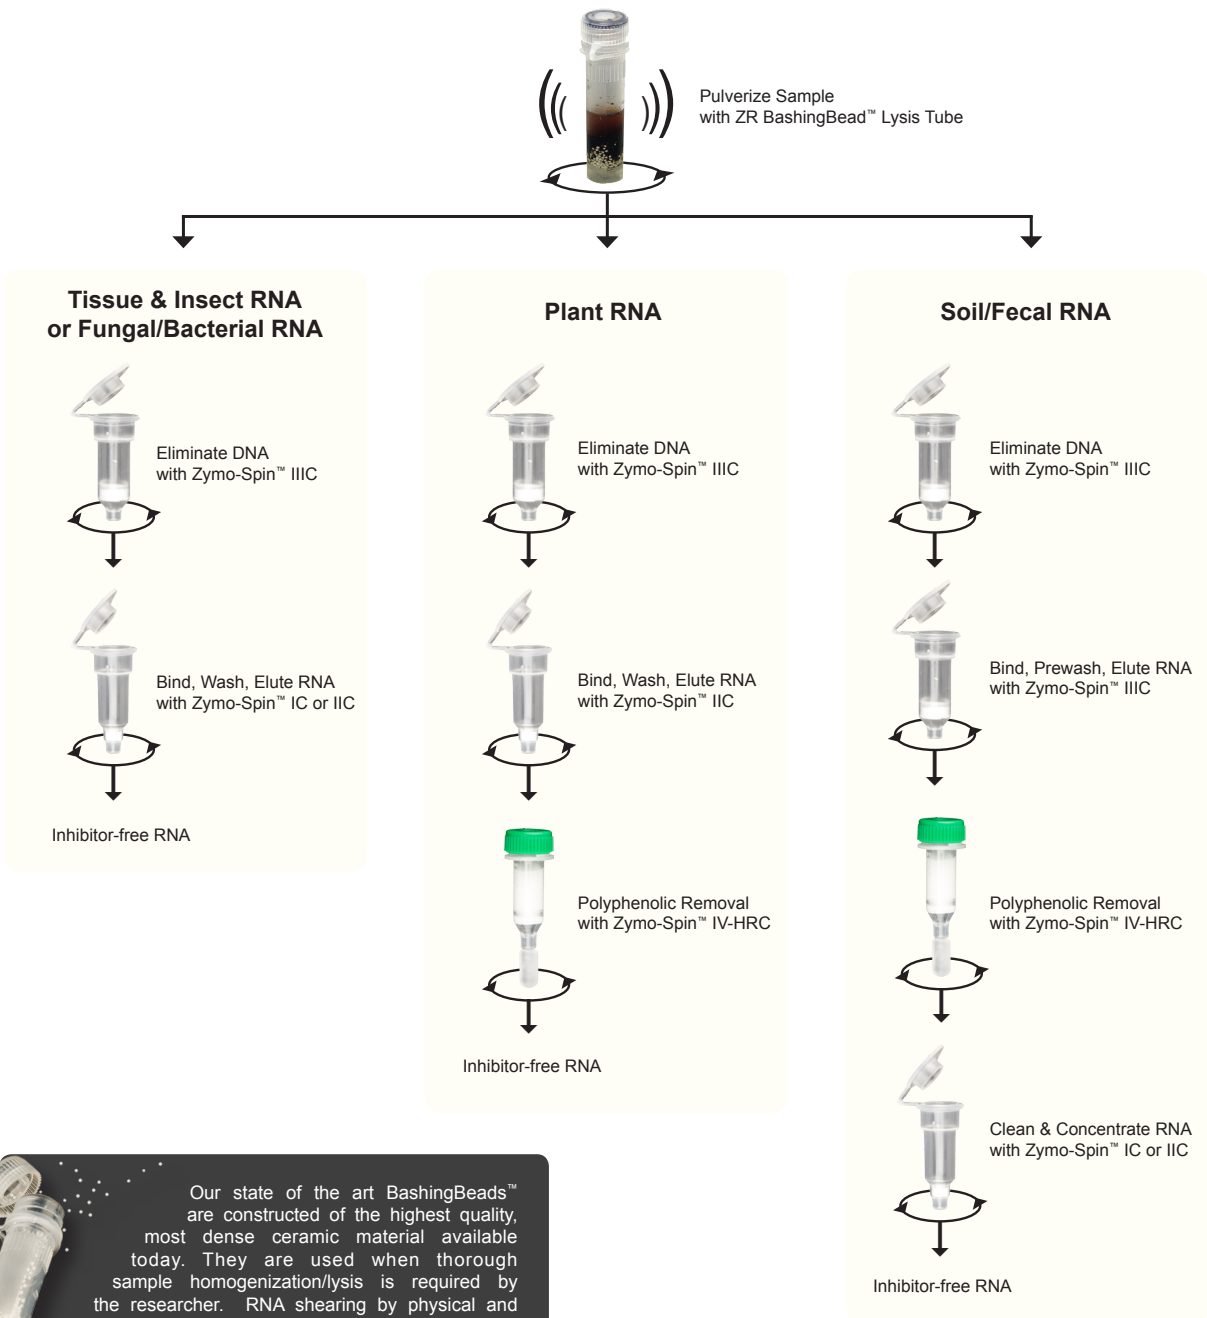 Pulverize Sample
with ZR BashingBead™ Lysis Tube
Tissue & Insect RNA
or Fungal/Bacterial RNA
Eliminate DNA
with Zymo-Spin™ IIIC
Bind, Wash, Elute RNA
with Zymo-Spin™ IC or IIC
Inhibitor-free RNA
Plant RNA
Eliminate DNA
with Zymo-Spin™ IIIC
Bind, Wash, Elute RNA
with Zymo-Spin™ IIC
Polyphenolic Removal
with Zymo-Spin™ IV-HRC
Inhibitor-free RNA
Soil/Fecal RNA
Eliminate DNA
with Zymo-Spin™ IIIC
Bind, Prewash, Elute RNA
with Zymo-Spin™ IIIC
Polyphenolic Removal
with Zymo-Spin™ IV-HRC
Clean & Concentrate RNA
with Zymo-Spin™ IC or IIC
Inhibitor-free RNA
Our state of the art BashingBeads™
are constructed of the highest quality,
most dense ceramic material available
today. They are used when thorough
sample homogenization/lysis is required by
the researcher. RNA shearing by physical and